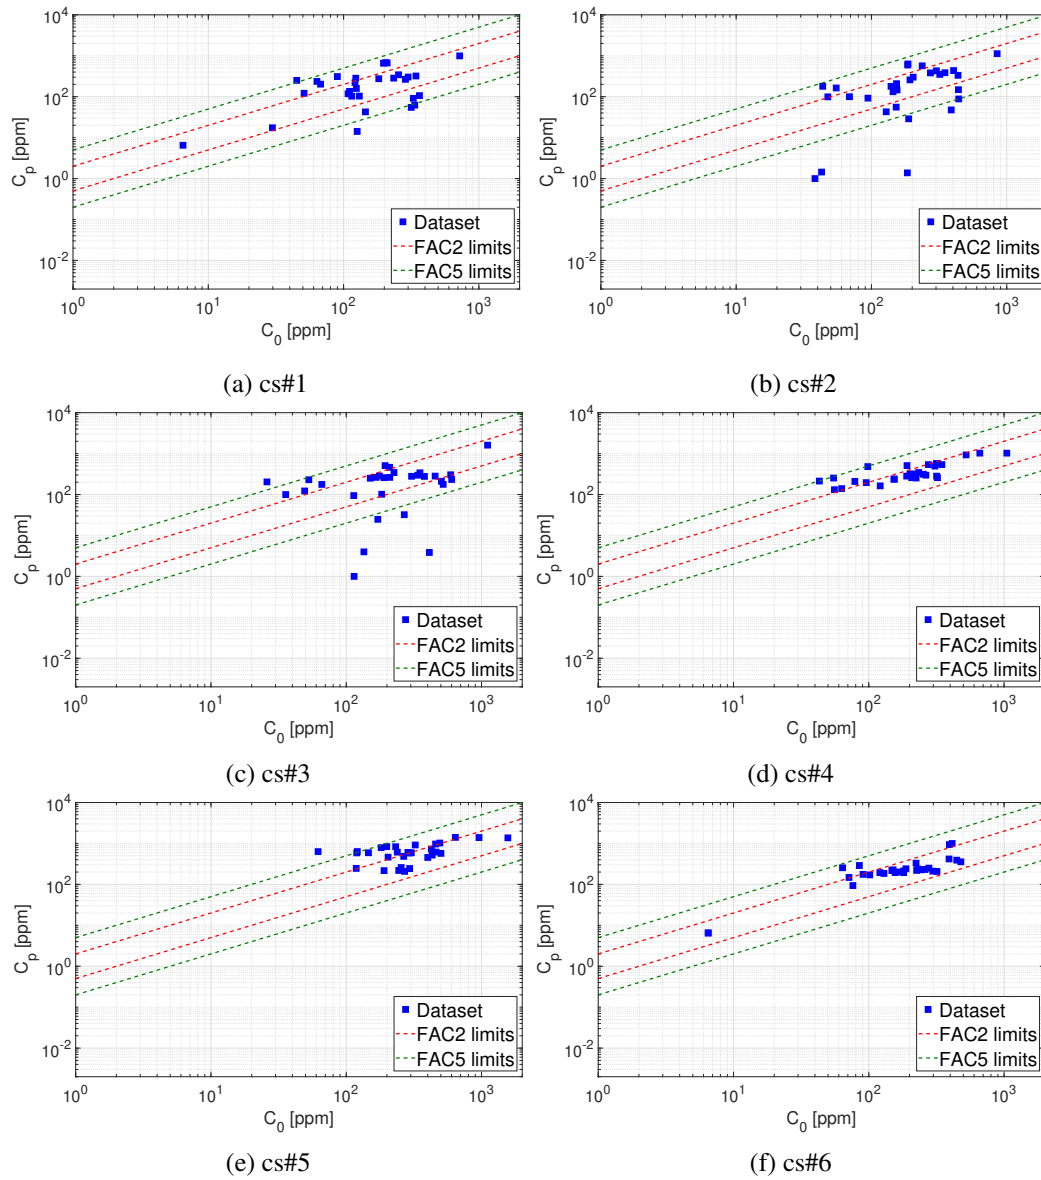 10^4
10^2
10^0
10^-2
C_p [ppm]
Dataset
FAC2 limits
FAC5 limits
10^0 10^1 10^2 10^3
C_0 [ppm]
(a) cs#1
10^4
10^2
10^0
10^-2
C_p [ppm]
Dataset
FAC2 limits
FAC5 limits
10^0 10^1 10^2 10^3
C_0 [ppm]
(b) cs#2
10^4
10^2
10^0
10^-2
C_p [ppm]
Dataset
FAC2 limits
FAC5 limits
10^0 10^1 10^2 10^3
C_0 [ppm]
(c) cs#3
10^4
10^2
10^0
10^-2
C_p [ppm]
Dataset
FAC2 limits
FAC5 limits
10^0 10^1 10^2 10^3
C_0 [ppm]
(d) cs#4
10^4
10^2
10^0
10^-2
C_p [ppm]
Dataset
FAC2 limits
FAC5 limits
10^0 10^1 10^2 10^3
C_0 [ppm]
(e) cs#5
10^4
10^2
10^0
10^-2
C_p [ppm]
Dataset
FAC2 limits
FAC5 limits
10^0 10^1 10^2 10^3
C_0 [ppm]
(f) cs#6